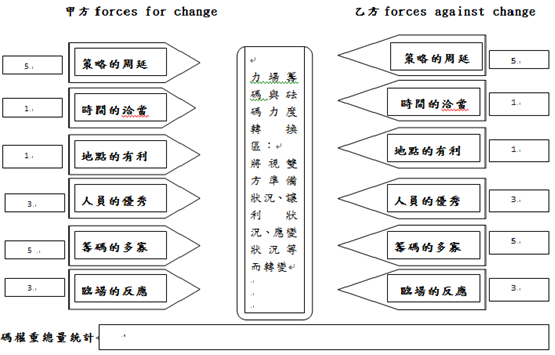 甲方 forces for change
乙方 forces against change
5
策略的周延
1
時間的洽當
1
地點的有利
3
人員的優秀
5
籌碼的多寡
3
臨場的反應
力場籌
碼與砝
碼力度
轉換
區：
將視雙
方準備
狀況、讓
利狀
況、應變
狀況等
而轉變
策略的周延
5
時間的洽當
1
地點的有利
1
人員的優秀
3
籌碼的多寡
5
臨場的反應
3
碼權重總量統計